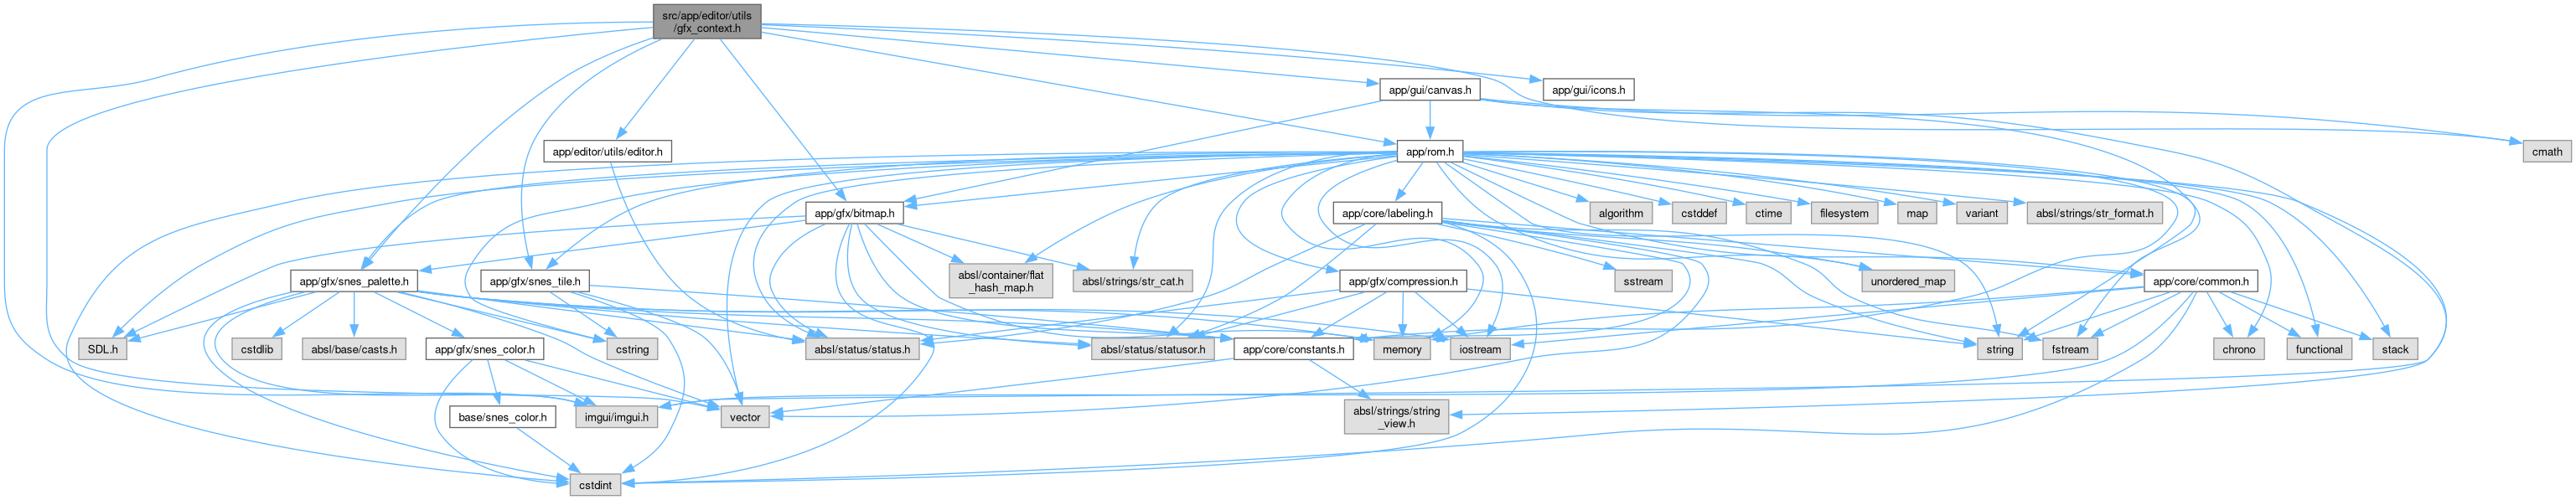 src/app/editor/utils
/gfx_context.h
app/gui/canvas.h
app/gui/icons.h
app/editor/utils/editor.h
app/rom.h
cmath
app/gfx/bitmap.h
app/core/labeling.h
algorithm
cstddef
ctime
filesystem
map
variant
absl/strings/str_format.h
app/gfx/snes_palette.h
app/gfx/snes_tile.h
absl/container/flat
_hash_map.h
absl/strings/str_cat.h
app/gfx/compression.h
sstream
unordered_map
app/core/common.h
SDL.h
cstdlib
absl/base/casts.h
app/gfx/snes_color.h
cstring
absl/status/status.h
absl/status/statusor.h
app/core/constants.h
memory
iostream
string
fstream
chrono
functional
stack
base/snes_color.h
imgui/imgui.h
vector
absl/strings/string
_view.h
cstdint